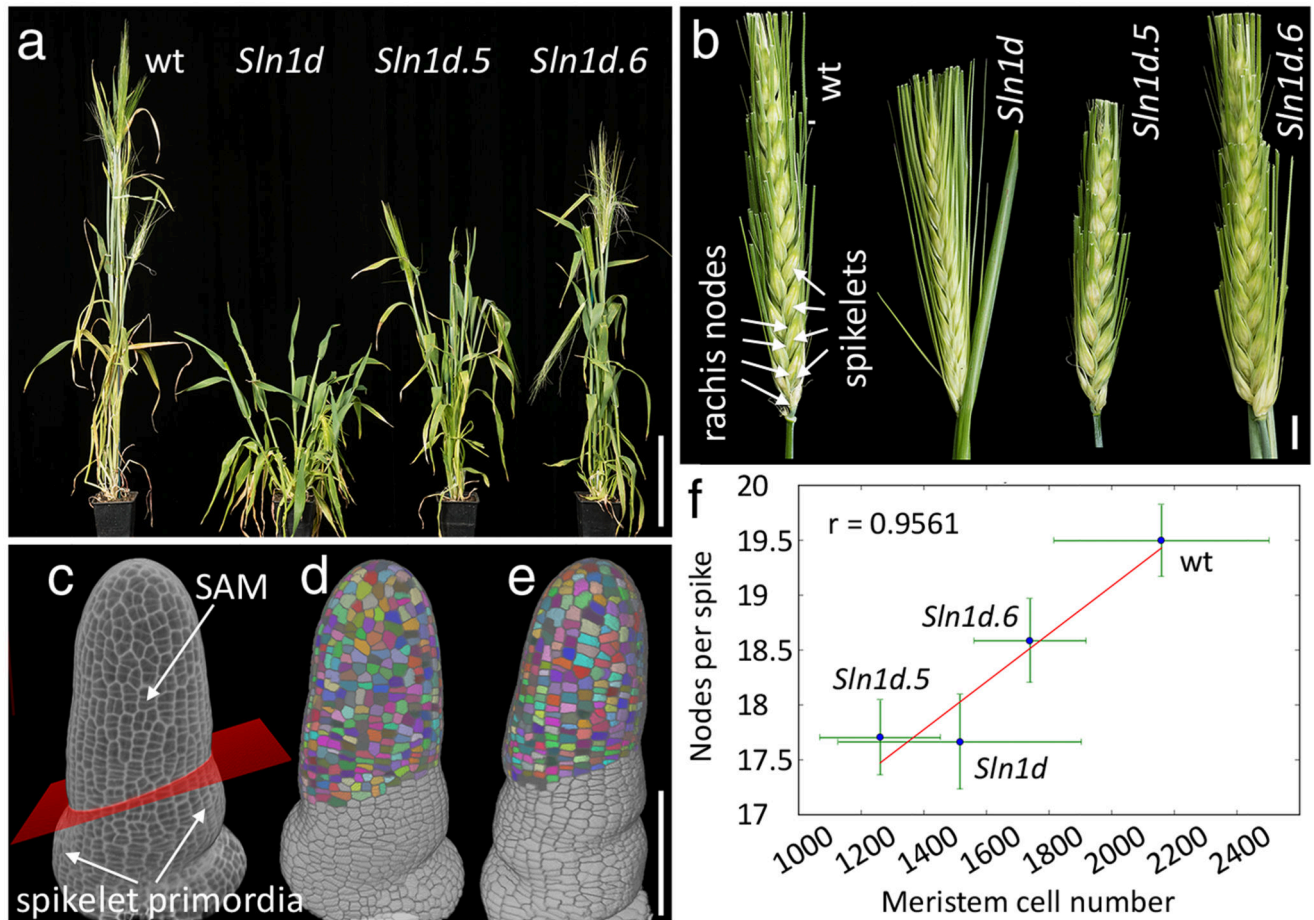 a
wt
Sln1d
Sln1d.5
Sln1d.6
b
wt
Sln1d
Sln1d.5
Sln1d.6
rachis nodes
spikelets
c
SAM
spikelet primordia
d
e
f
r = 0.9561
wt
Sln1d.6
Sln1d.5
Sln1d
Nodes per spike
20
19.5
19
18.5
18
17.5
17
1000 1200 1400 1600 1800 2000 2200 2400
Meristem cell number